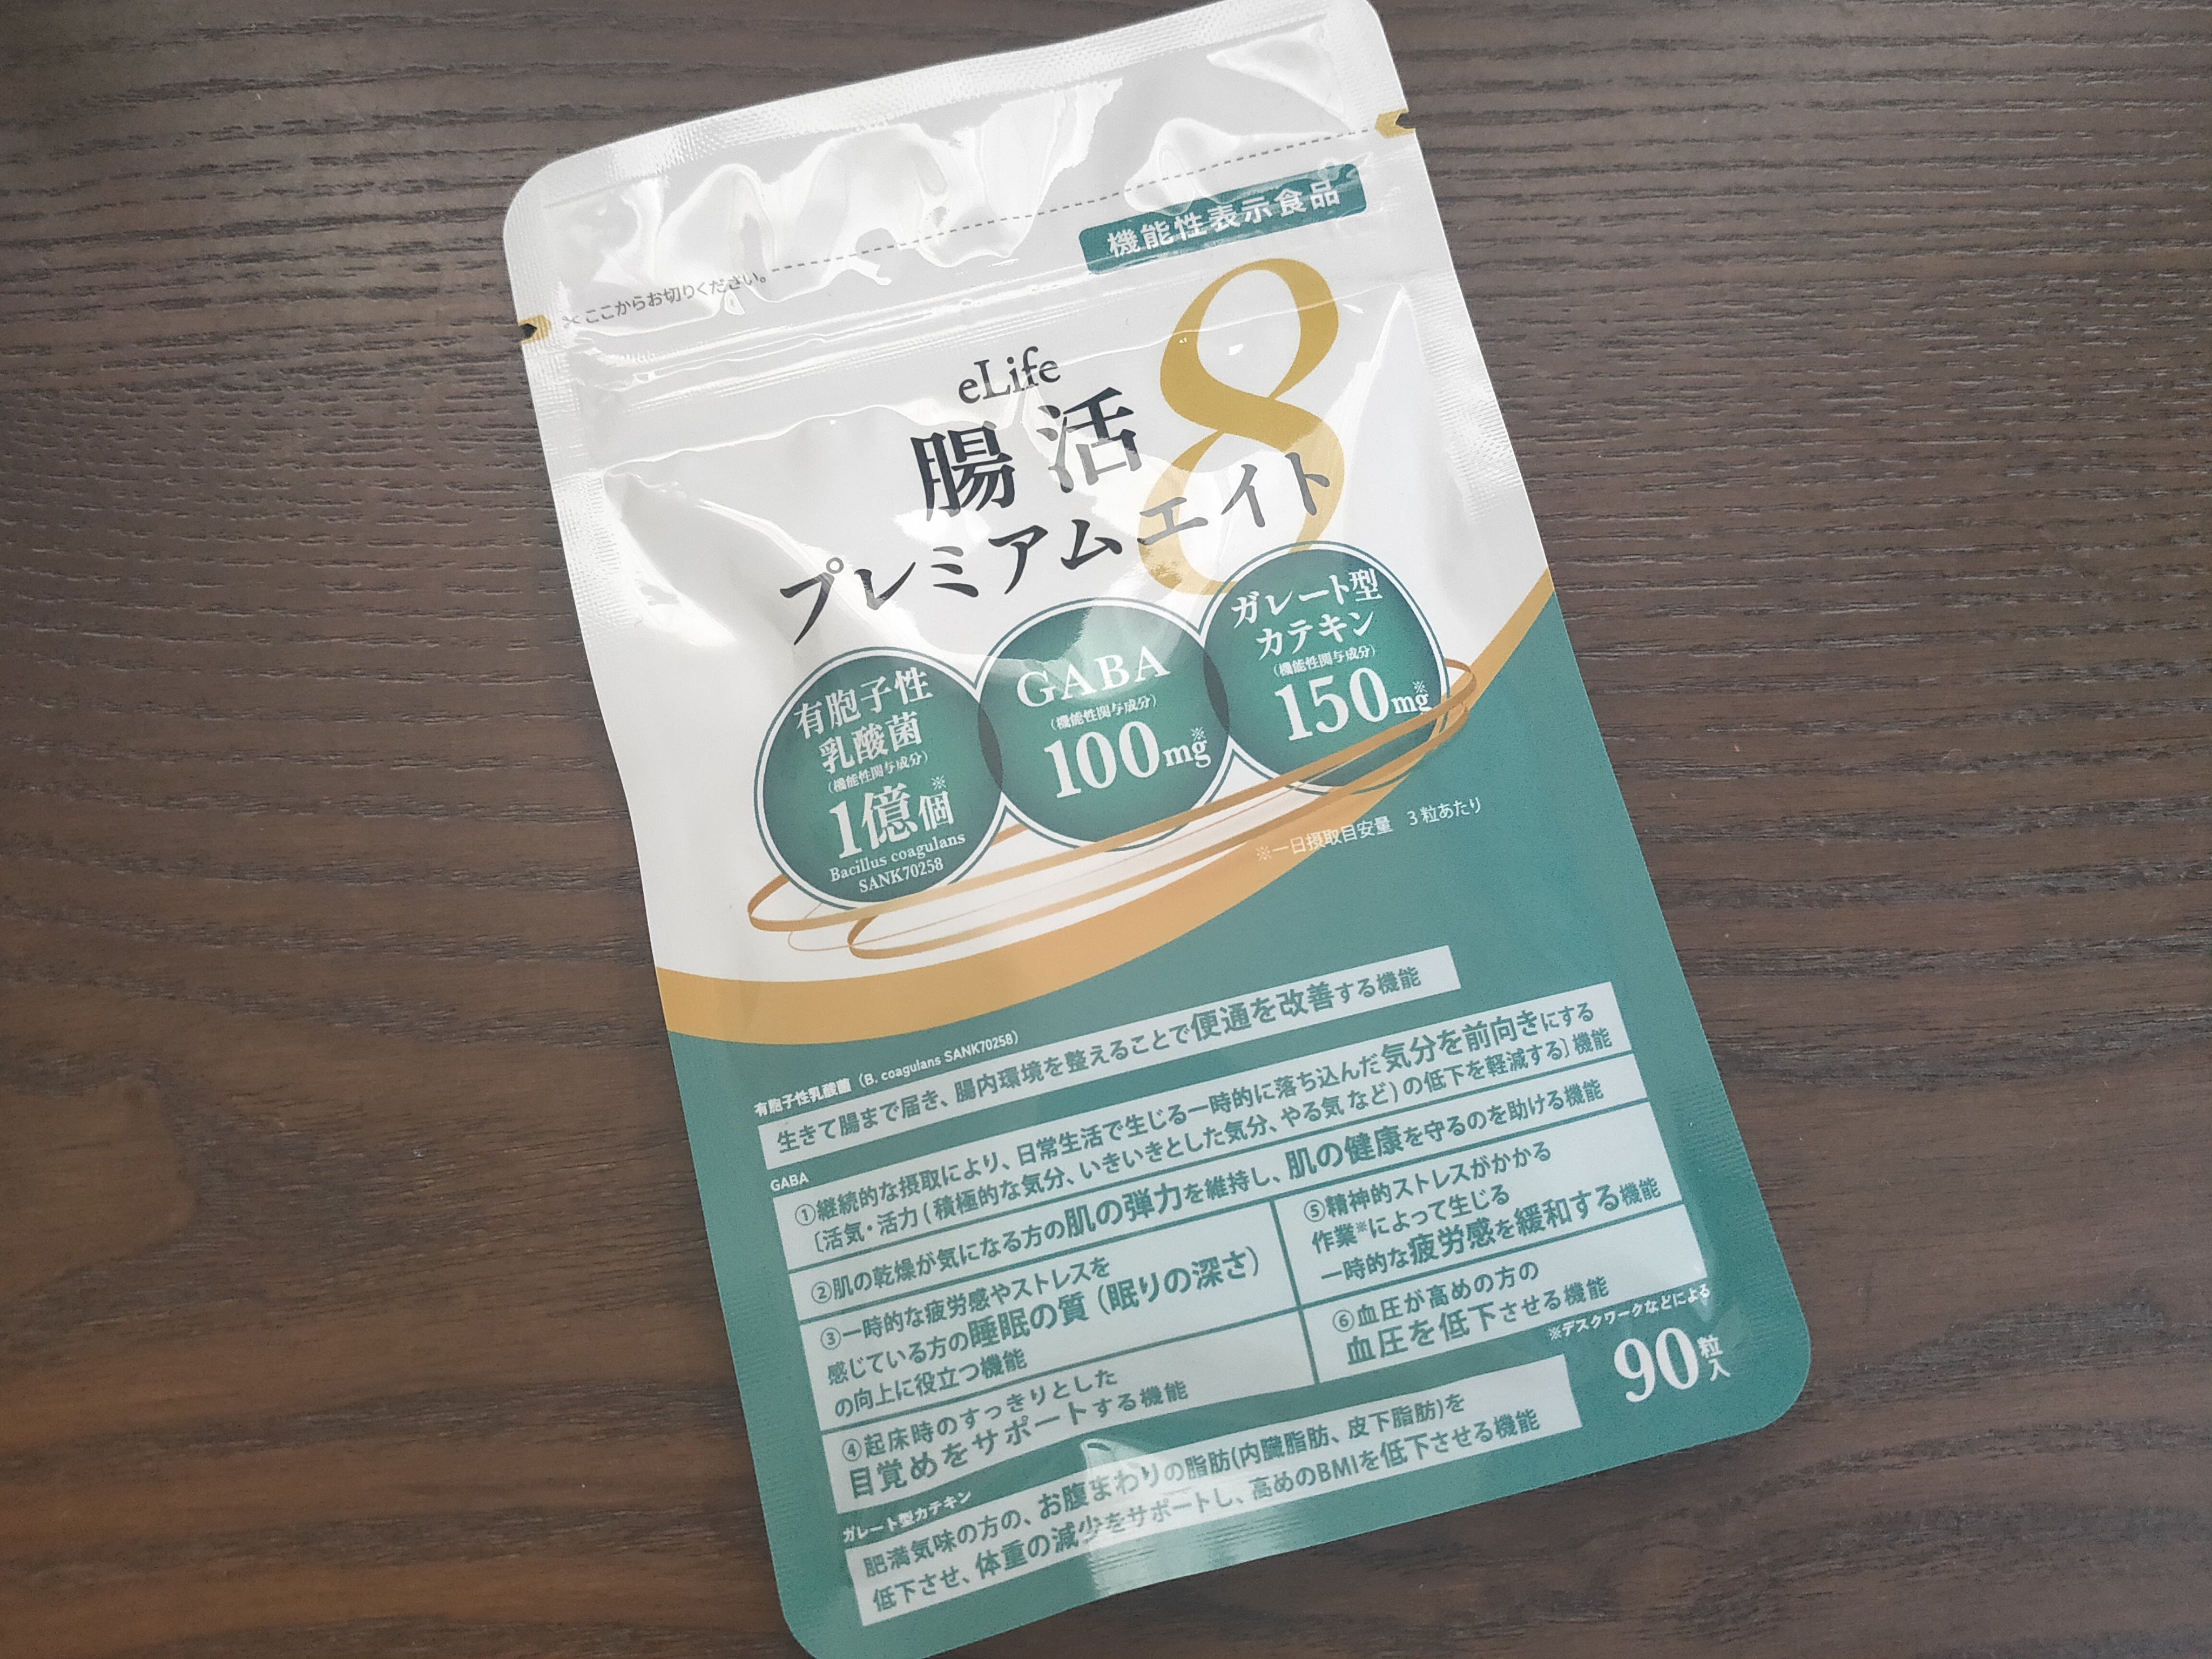 機能性表示食品
ここからお切りください。
eLife
腸活
8
プレミアムエイト
有胞子性
乳酸菌
(機能性関与成分)
1億個※
Bacillus coagulans
SANK70258
GABA
(機能性関与成分)
100mg※
ガレート型
カテキン
(機能性関与成分)
150mg※
※一日摂取目安量 3粒あたり
有胞子性乳酸菌(B. coagulans SANK70258)
生きて腸まで届き、腸内環境を整えることで便通を改善する機能
GABA
①継続的な摂取により、日常生活で生じる一時的に落ち込んだ気分を前向きにする
〔活気・活力(積極的な気分、いきいきとした気分、やる気など)の低下を軽減する〕機能
②肌の乾燥が気になる方の肌の弾力を維持し、肌の健康を守るのを助ける機能
③一時的な疲労感やストレスを
感じている方の睡眠の質(眠りの深さ)
の向上に役立つ機能
④起床時のすっきりとした
目覚めをサポートする機能
⑤精神的ストレスがかかる
作業※によって生じる
一時的な疲労感を緩和する機能
⑥血圧が高めの方の
血圧を低下させる機能
※デスクワークなどによる
ガレート型カテキン
肥満気味の方の、お腹まわりの脂肪(内臓脂肪、皮下脂肪)を
低下させ、体重の減少をサポートし、高めのBMIを低下させる機能
90粒入